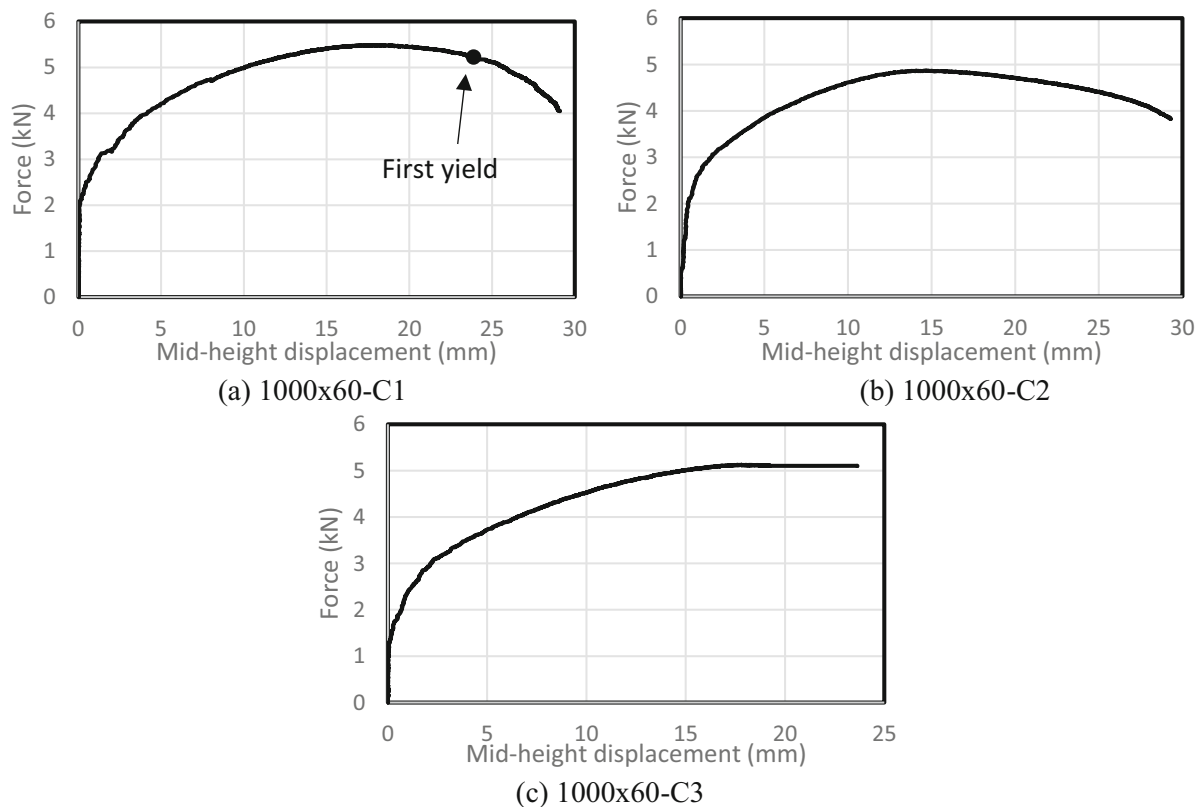 6
5
4
3
2
1
0
Force (kN)
First yield
0 5 10 15 20 25 30
Mid-height displacement (mm)
(a) 1000x60-C1
6
5
4
3
2
1
0
Force (kN)
0 5 10 15 20 25 30
Mid-height displacement (mm)
(b) 1000x60-C2
6
5
4
3
2
1
0
Force (kN)
0 5 10 15 20 25
Mid-height displacement (mm)
(c) 1000x60-C3